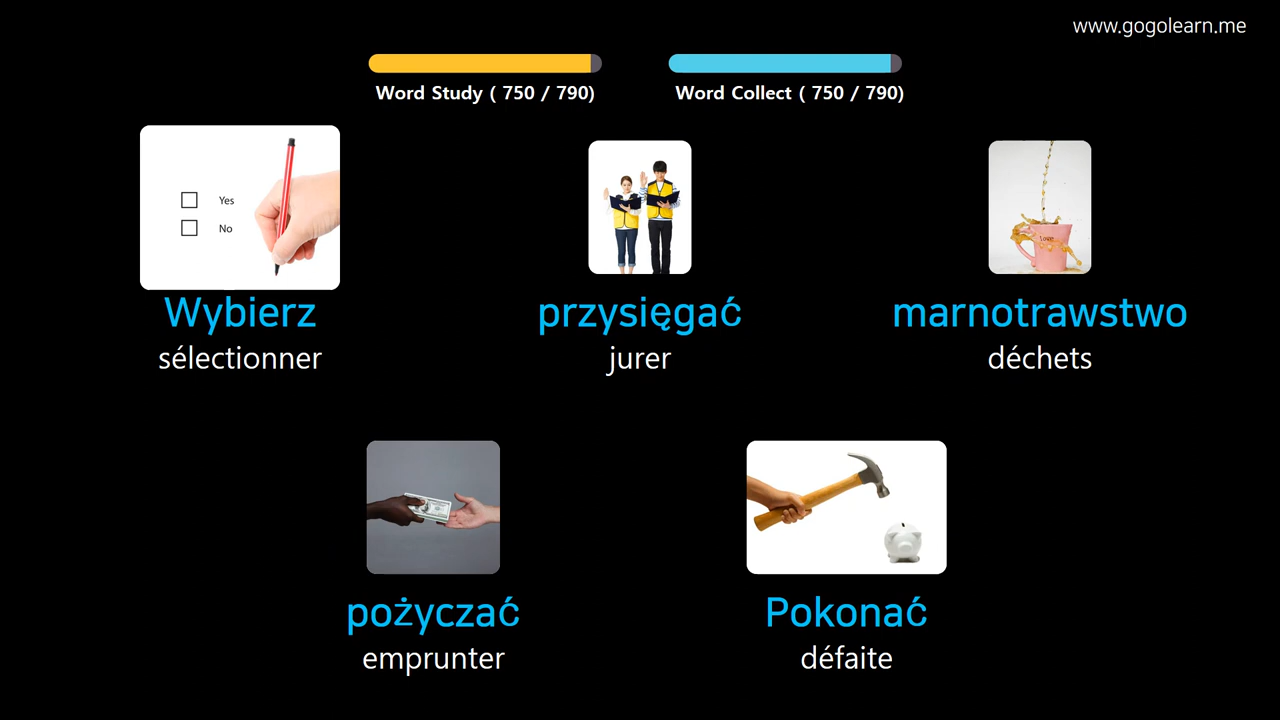 www.gogolearn.me
Word Study ( 750 / 790)
Word Collect ( 750 / 790)
Yes
No
Love
Wybierz
sélectionner
przysięgać
jurer
marnotrawstwo
déchets
pożyczać
emprunter
Pokonać
défaite